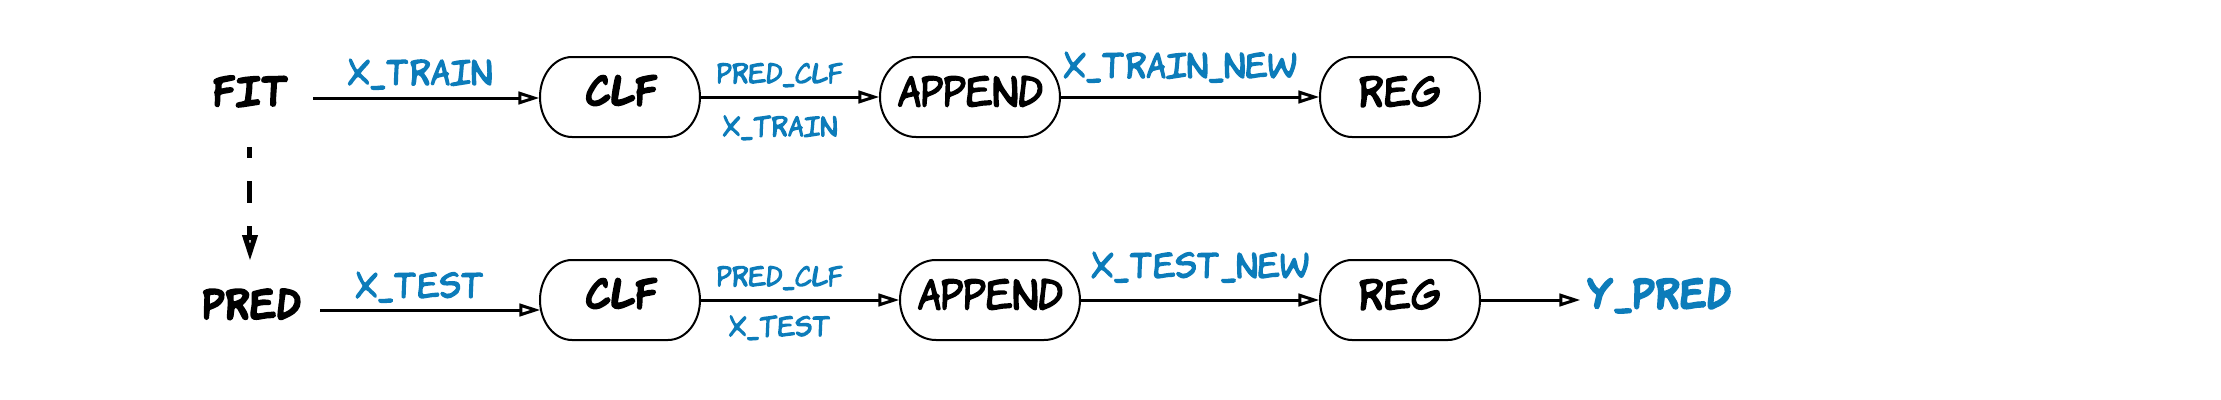 FIT
X_TRAIN
CLF
PRED_CLF
X_TRAIN
APPEND
X_TRAIN_NEW
REG
PRED
X_TEST
CLF
PRED_CLF
X_TEST
APPEND
X_TEST_NEW
REG
Y_PRED